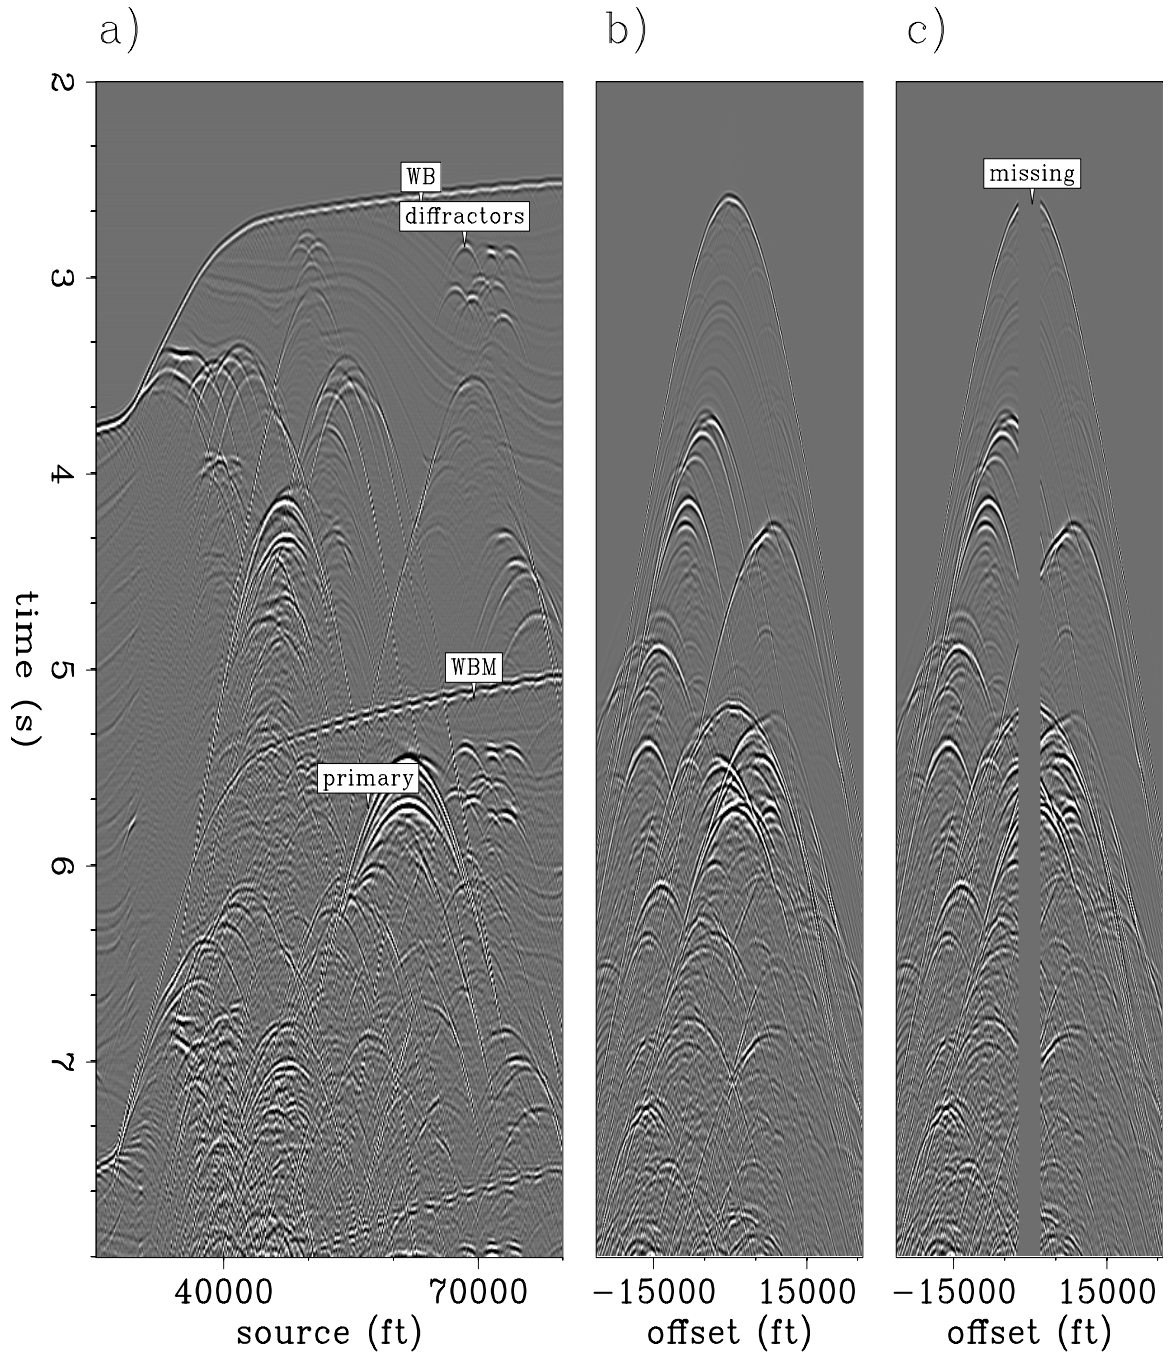 a)
b)
c)
2
3
4
5
6
7
time (s)
WB
diffractors
WBM
primary
missing
40000
70000
source (ft)
-15000
15000
offset (ft)
-15000
15000
offset (ft)